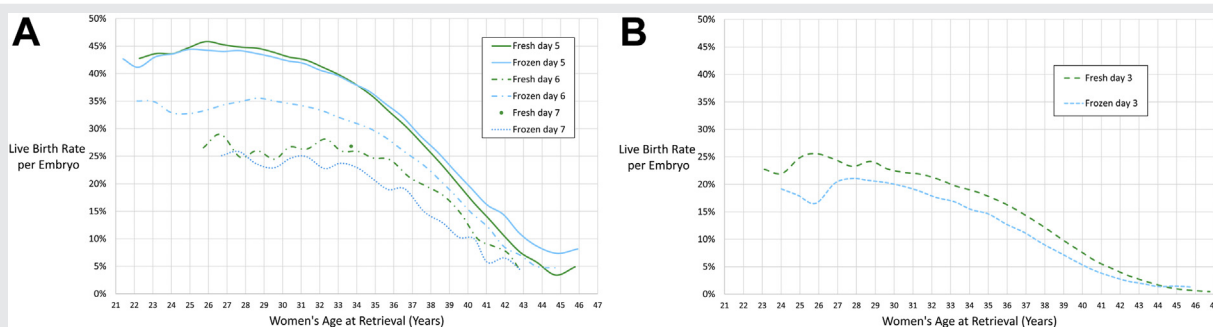 A
50%
45%
40%
35%
30%
25%
20%
15%
10%
5%
0%
Live Birth Rate
per Embryo
Fresh day 5
Frozen day 5
Fresh day 6
Frozen day 6
Fresh day 7
Frozen day 7
21 22 23 24 25 26 27 28 29 30 31 32 33 34 35 36 37 38 39 40 41 42 43 44 45 46 47
Women's Age at Retrieval (Years)
B
50%
45%
40%
35%
30%
25%
20%
15%
10%
5%
0%
Live Birth Rate
per Embryo
Fresh day 3
Frozen day 3
21 22 23 24 25 26 27 28 29 30 31 32 33 34 35 36 37 38 39 40 41 42 43 44 45 46
Women's Age at Retrieval (Years)